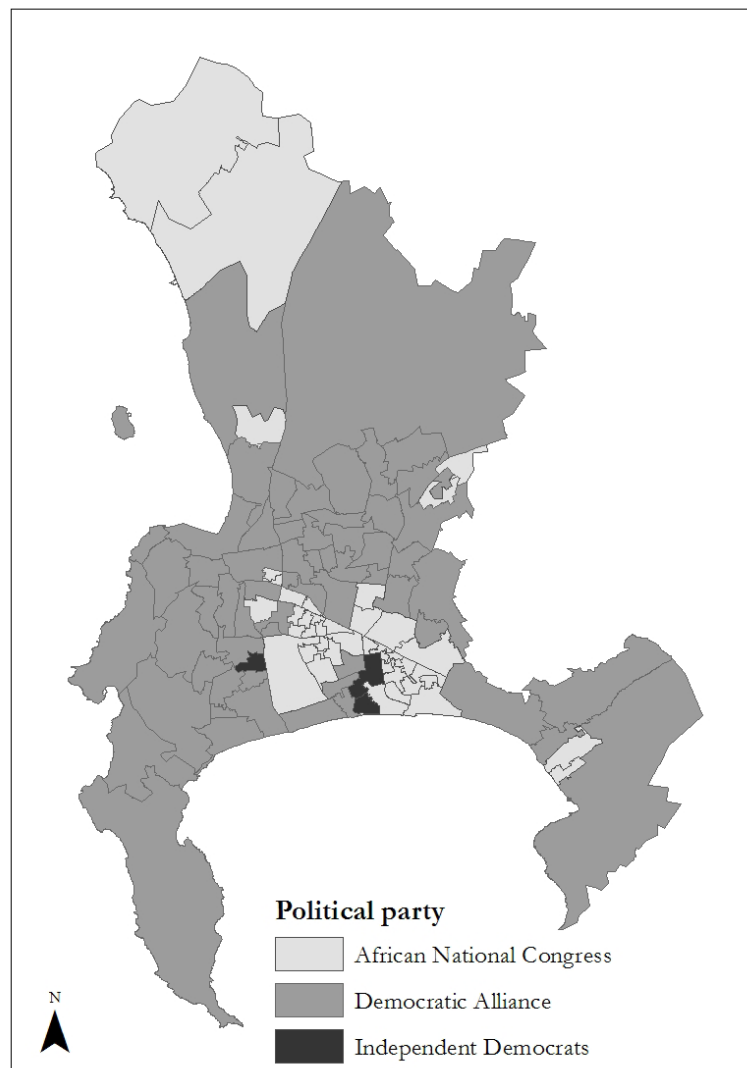 Political party
African National Congress
Democratic Alliance
N
Independent Democrats